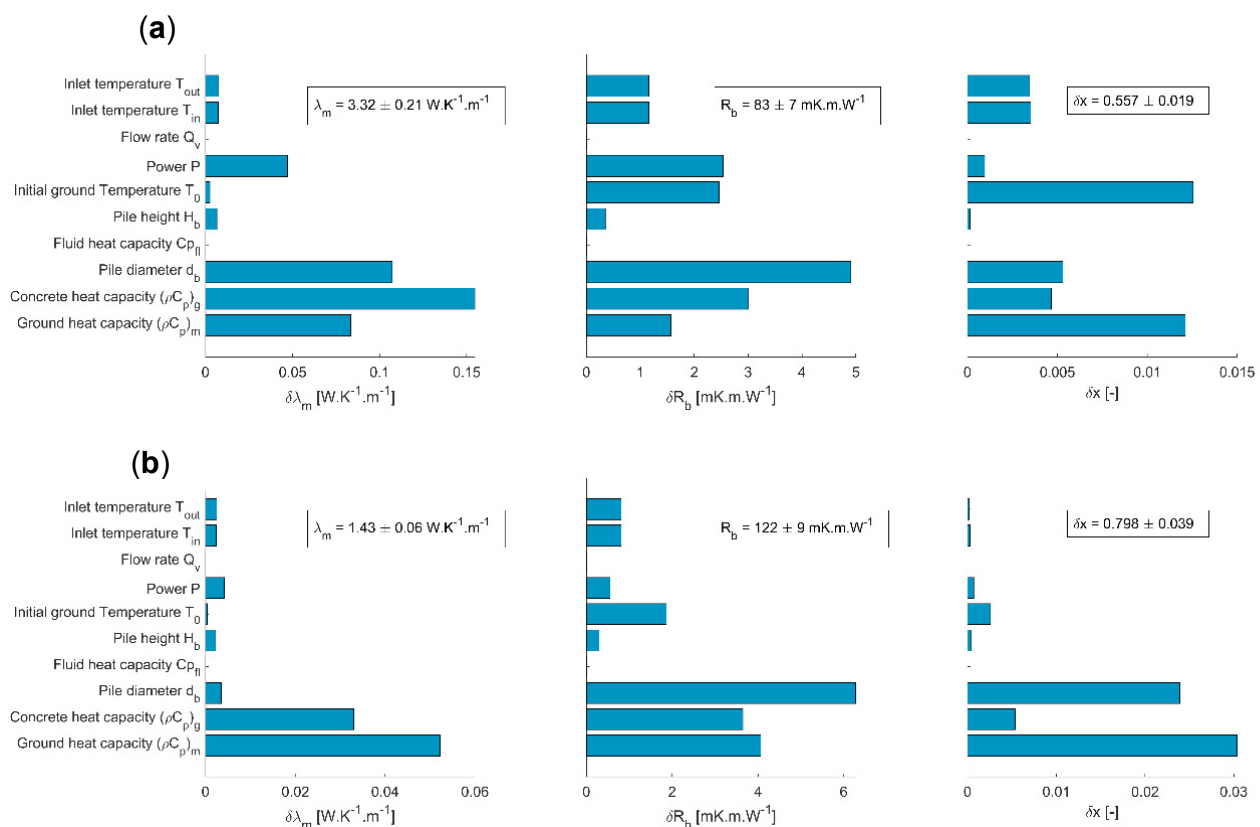 (a)
Inlet temperature T_out
Inlet temperature T_in
Flow rate Q_v
Power P
Initial ground Temperature T_0
Pile height H_b
Fluid heat capacity Cp_fl
Pile diameter d_b
Concrete heat capacity (ρC_p)_g
Ground heat capacity (ρC_p)_m
λ_m = 3.32 ± 0.21 W.K⁻¹.m⁻¹
0 0.05 0.1 0.15
δλ_m [W.K⁻¹.m⁻¹]
R_b = 83 ± 7 mK.m.W⁻¹
0 1 2 3 4 5
δR_b [mK.m.W⁻¹]
δx = 0.557 ± 0.019
0 0.005 0.01 0.015
δx [-]
(b)
Inlet temperature T_out
Inlet temperature T_in
Flow rate Q_v
Power P
Initial ground Temperature T_0
Pile height H_b
Fluid heat capacity Cp_fl
Pile diameter d_b
Concrete heat capacity (ρC_p)_g
Ground heat capacity (ρC_p)_m
λ_m = 1.43 ± 0.06 W.K⁻¹.m⁻¹
0 0.02 0.04 0.06
δλ_m [W.K⁻¹.m⁻¹]
R_b = 122 ± 9 mK.m.W⁻¹
0 2 4 6
δR_b [mK.m.W⁻¹]
δx = 0.798 ± 0.039
0 0.01 0.02 0.03
δx [-]